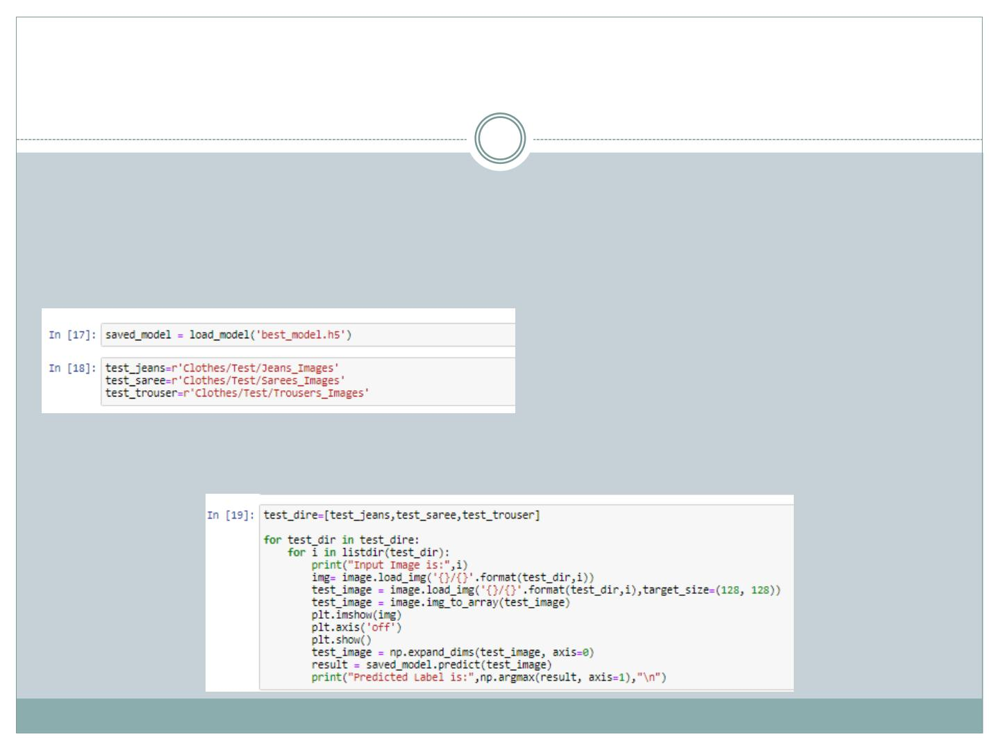 In [17]: saved_model = load_model('best_model.h5')
In [18]: test_jeans=r'Clothes/Test/Jeans_Images'
test_saree=r'Clothes/Test/Sarees_Images'
test_trouser=r'Clothes/Test/Trousers_Images'
In [19]: test_dire=[test_jeans,test_saree,test_trouser]
for test_dir in test_dire:
    for i in listdir(test_dir):
        print("Input Image is:",i)
        img= image.load_img('{}/{}'.format(test_dir,i))
        test_image = image.load_img('{}/{}'.format(test_dir,i),target_size=(128, 128))
        test_image = image.img_to_array(test_image)
        plt.imshow(img)
        plt.axis('off')
        plt.show()
        test_image = np.expand_dims(test_image, axis=0)
        result = saved_model.predict(test_image)
        print("Predicted Label is:",np.argmax(result, axis=1),"\n")